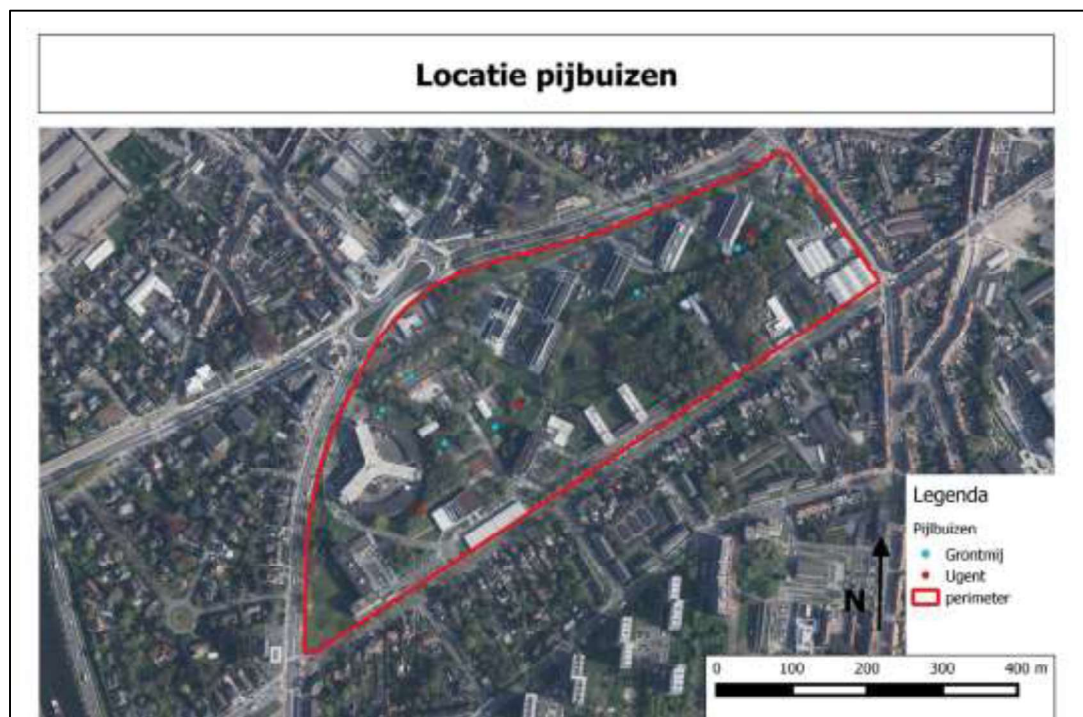 Locatie pijbuizen
Legenda
Pijlbuizen
Grontmij
Ugent
perimeter
N
0 100 200 300 400 m